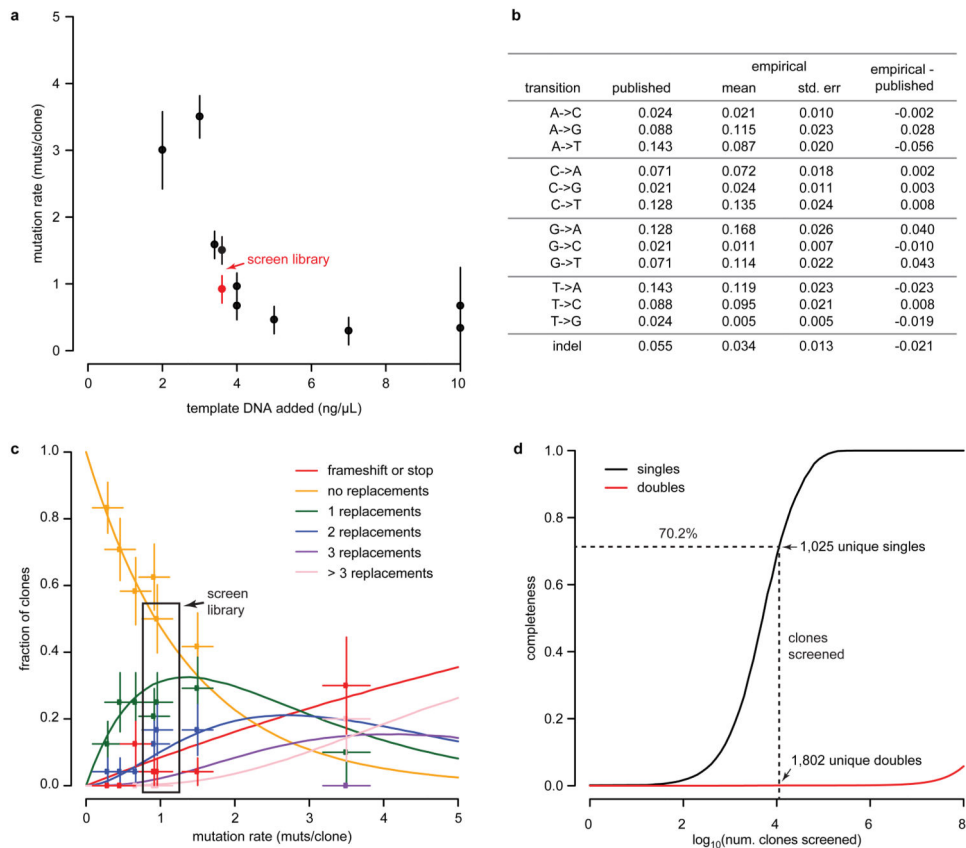 a
5
4
3
2
1
0
mutation rate (muts/clone)
screen library
0 2 4 6 8 10
template DNA added (ng/µL)
b
empirical empirical -
transition published mean std. err published
A->C 0.024 0.021 0.010 -0.002
A->G 0.088 0.115 0.023 0.028
A->T 0.143 0.087 0.020 -0.056
C->A 0.071 0.072 0.018 0.002
C->G 0.021 0.024 0.011 0.003
C->T 0.128 0.135 0.024 0.008
G->A 0.128 0.168 0.026 0.040
G->C 0.021 0.011 0.007 -0.010
G->T 0.071 0.114 0.022 0.043
T->A 0.143 0.119 0.023 -0.023
T->C 0.088 0.095 0.021 0.008
T->G 0.024 0.005 0.005 -0.019
indel 0.055 0.034 0.013 -0.021
c
1.0
0.8
0.6
0.4
0.2
0.0
fraction of clones
frameshift or stop
no replacements
1 replacements
2 replacements
3 replacements
> 3 replacements
screen
library
0 1 2 3 4 5
mutation rate (muts/clone)
d
1.0
0.8
0.6
0.4
0.2
0.0
completeness
singles
doubles
70.2%
1,025 unique singles
clones
screened
1,802 unique doubles
0 2 4 6 8
log10(num. clones screened)